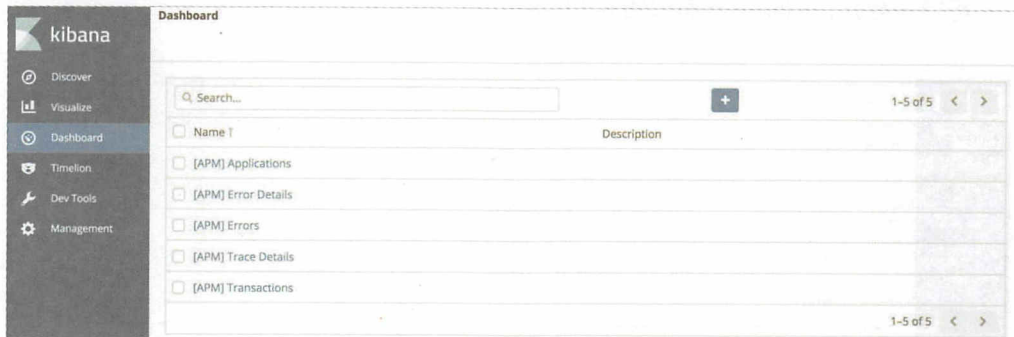 Dashboard
kibana
Discover
Visualize
Dashboard
Timelion
Dev Tools
Management
Search...
1–5 of 5
Name
Description
[APM] Applications
[APM] Error Details
[APM] Errors
[APM] Trace Details
[APM] Transactions
1–5 of 5